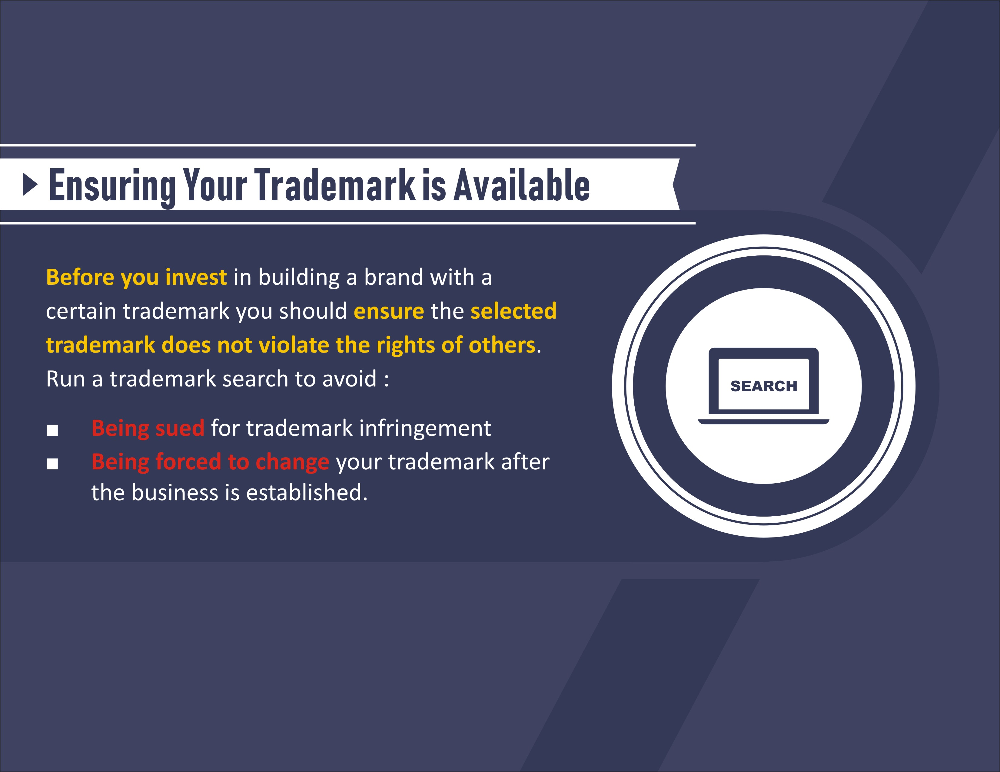 Ensuring Your Trademark is Available
Before you invest in building a brand with a
certain trademark you should ensure the selected
trademark does not violate the rights of others.
Run a trademark search to avoid :
■ Being sued for trademark infringement
■ Being forced to change your trademark after
the business is established.
SEARCH